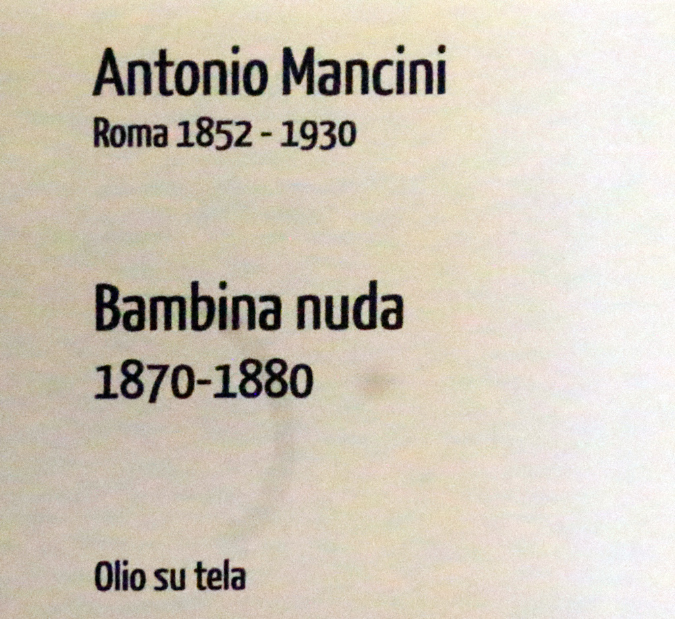 Antonio Mancini
Roma 1852 - 1930
Bambina nuda
1870-1880
Olio su tela